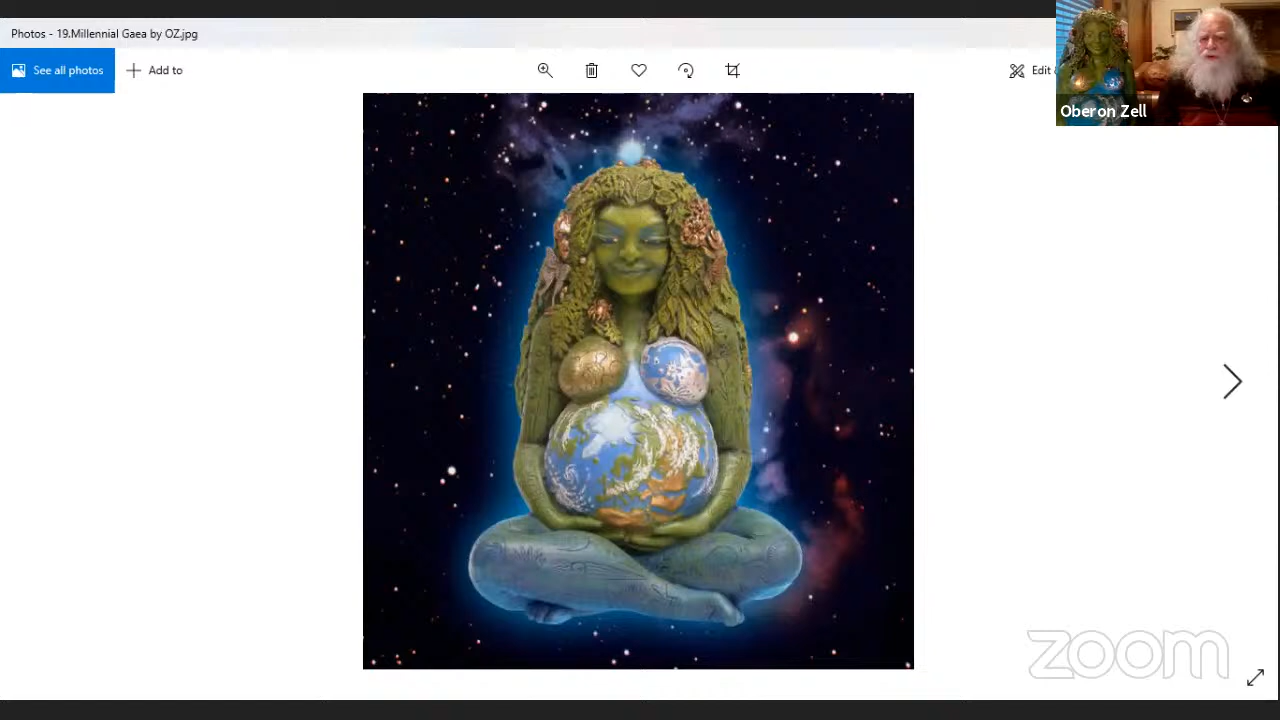 Photos - 19.Millennial Gaea by OZ.jpg
See all photos
Add to
Edit &
Oberon Zell
zoom